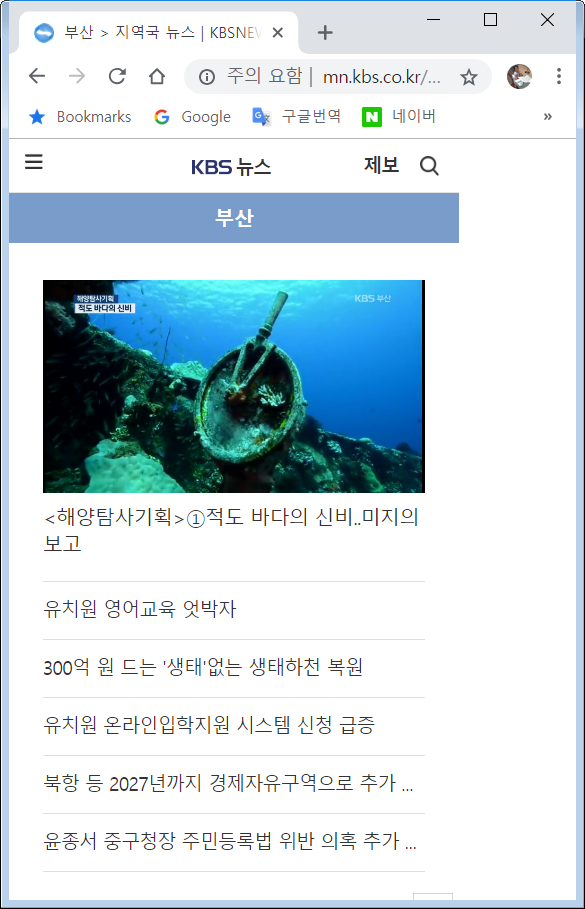 부산 > 지역국 뉴스 | KBSNEW
주의 요함 | mn.kbs.co.kr/...
Bookmarks Google 구글번역 네이버 »
KBS 뉴스 제보
부산
해양탐사기획 KBS 부산
적도 바다의 신비
<해양탐사기획>①적도 바다의 신비..미지의
보고
유치원 영어교육 엇박자
300억 원 드는 '생태'없는 생태하천 복원
유치원 온라인입학지원 시스템 신청 급증
북항 등 2027년까지 경제자유구역으로 추가 ...
윤종서 중구청장 주민등록법 위반 의혹 추가 ...